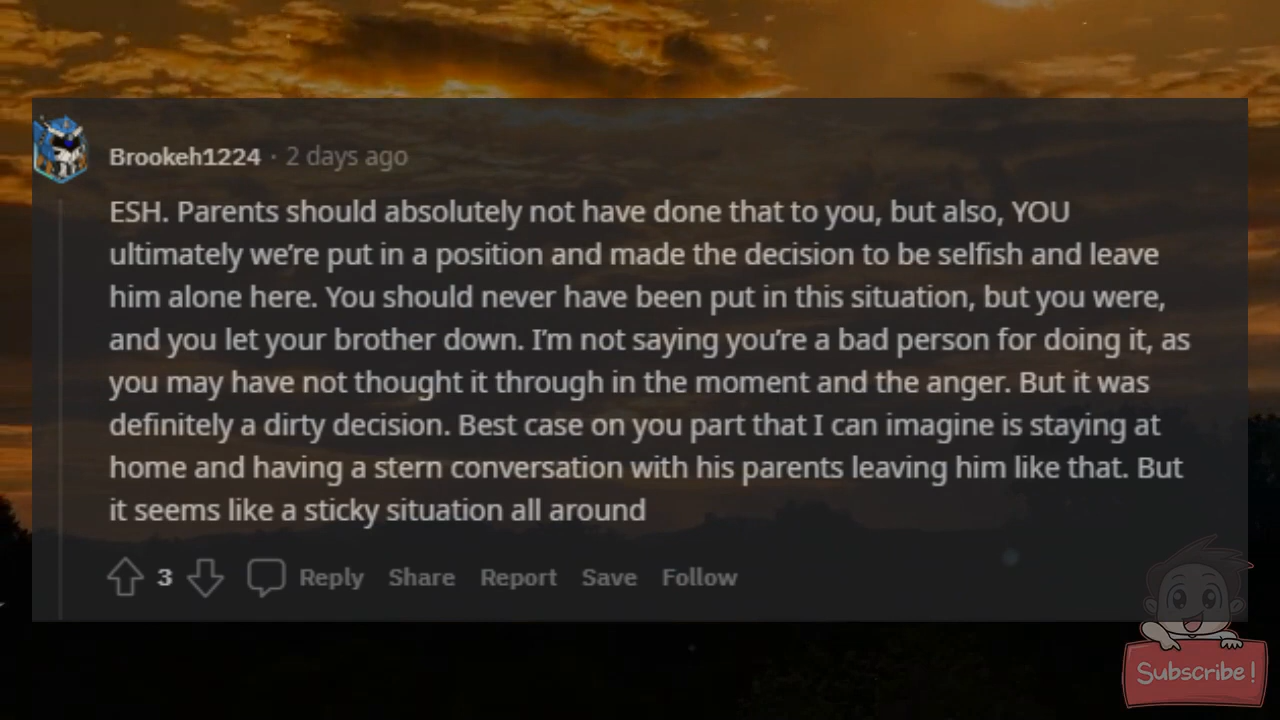 Brookeh1224 · 2 days ago
ESH. Parents should absolutely not have done that to you, but also, YOU
ultimately we’re put in a position and made the decision to be selfish and leave
him alone here. You should never have been put in this situation, but you were,
and you let your brother down. I’m not saying you’re a bad person for doing it, as
you may have not thought it through in the moment and the anger. But it was
definitely a dirty decision. Best case on you part that I can imagine is staying at
home and having a stern conversation with his parents leaving him like that. But
it seems like a sticky situation all around
3 Reply Share Report Save Follow
Subscribe!